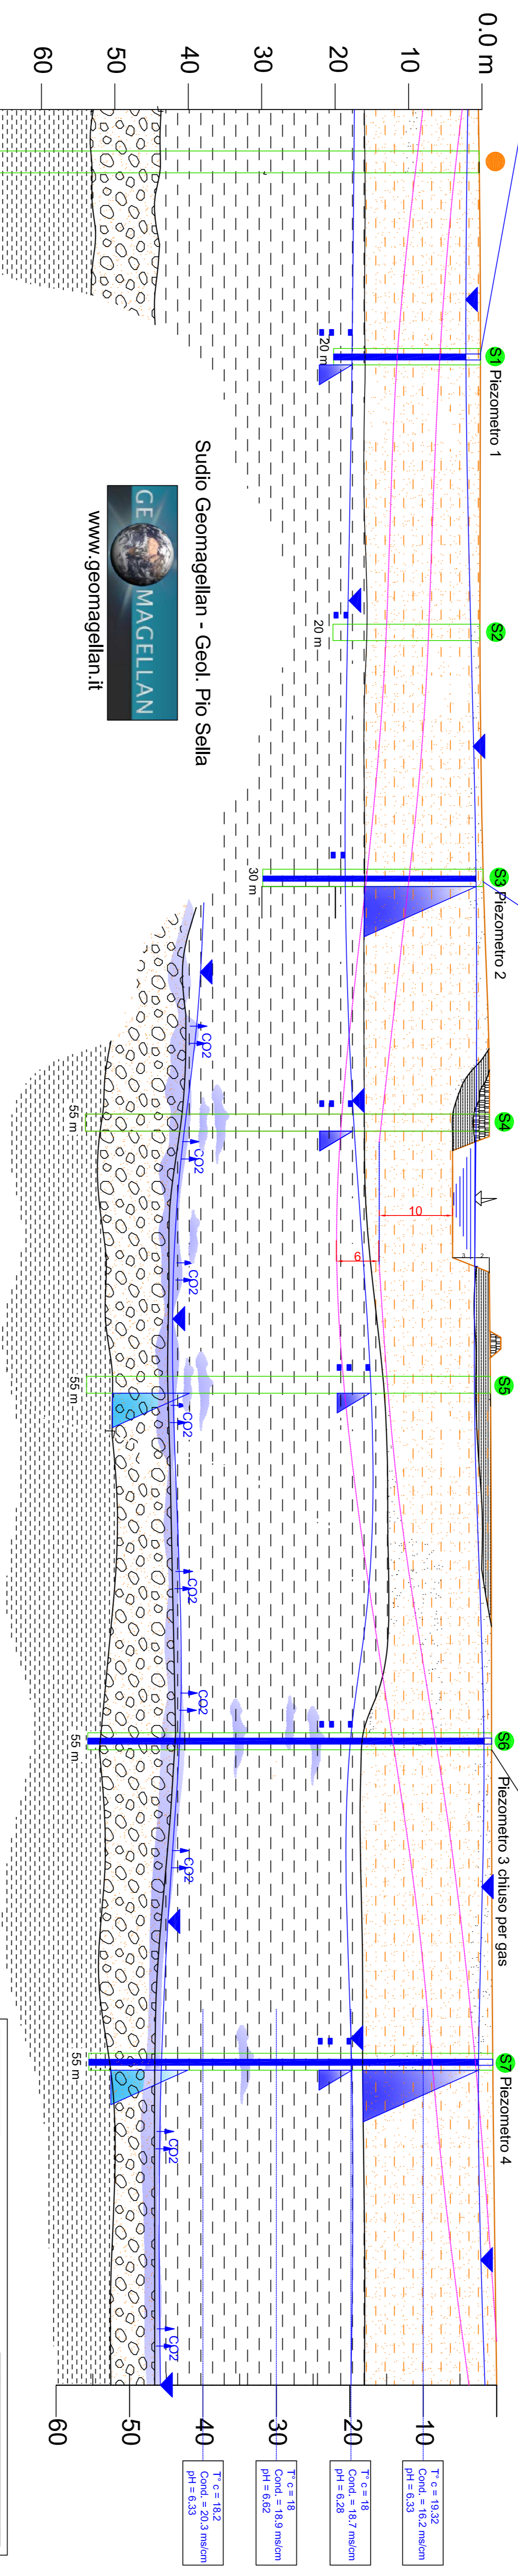 0.0 m
10
20
30
40
50
60
S1 Piezometro 1
20 m
S2
20 m
S3 Piezometro 2
30 m
S4
55 m
S5
55 m
S6 Piezometro 3 chiuso per gas
55 m
S7 Piezometro 4
55 m
10
6
2
3
CO2
CO2
CO2
CO2
CO2
CO2
CO2
CO2
CO2
Sudio Geomagellan - Geol. Pio Sella
GEO MAGELLAN
www.geomagellan.it
10
20
30
40
50
60
T° c = 19.32
Cond. = 16.2 ms/cm
pH = 6.33
T° c = 18
Cond. = 18.7 ms/cm
pH = 6.28
T° c = 18
Cond. = 18.9 ms/cm
pH = 6.62
T° c = 18.2
Cond. = 20.3 ms/cm
pH = 6.33